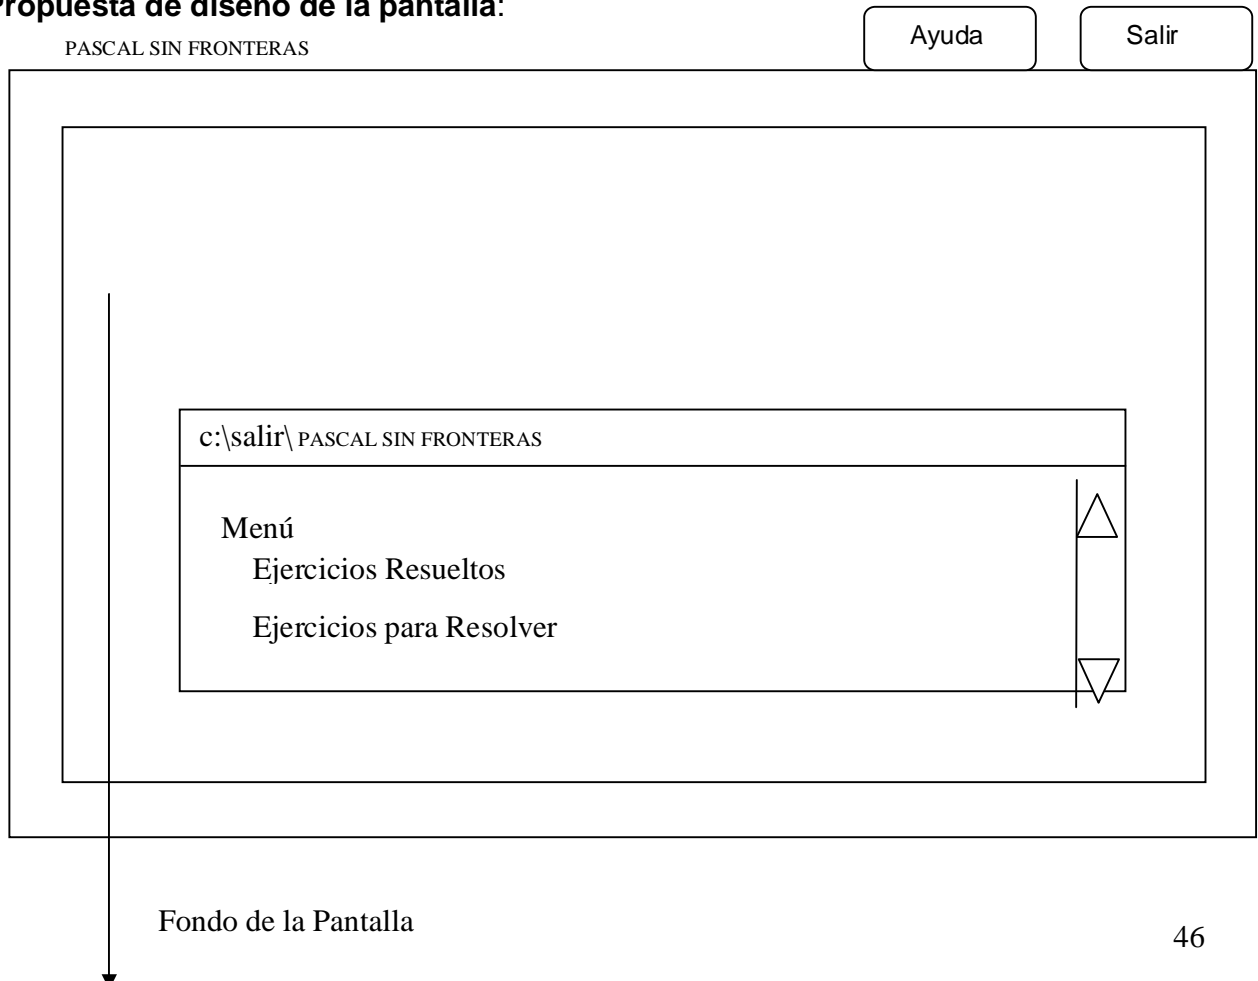 Propuesta de diseño de la pantalla:
PASCAL SIN FRONTERAS
Ayuda
Salir
c:\salir\ PASCAL SIN FRONTERAS
Menú
Ejercicios Resueltos
Ejercicios para Resolver
Fondo de la Pantalla
46